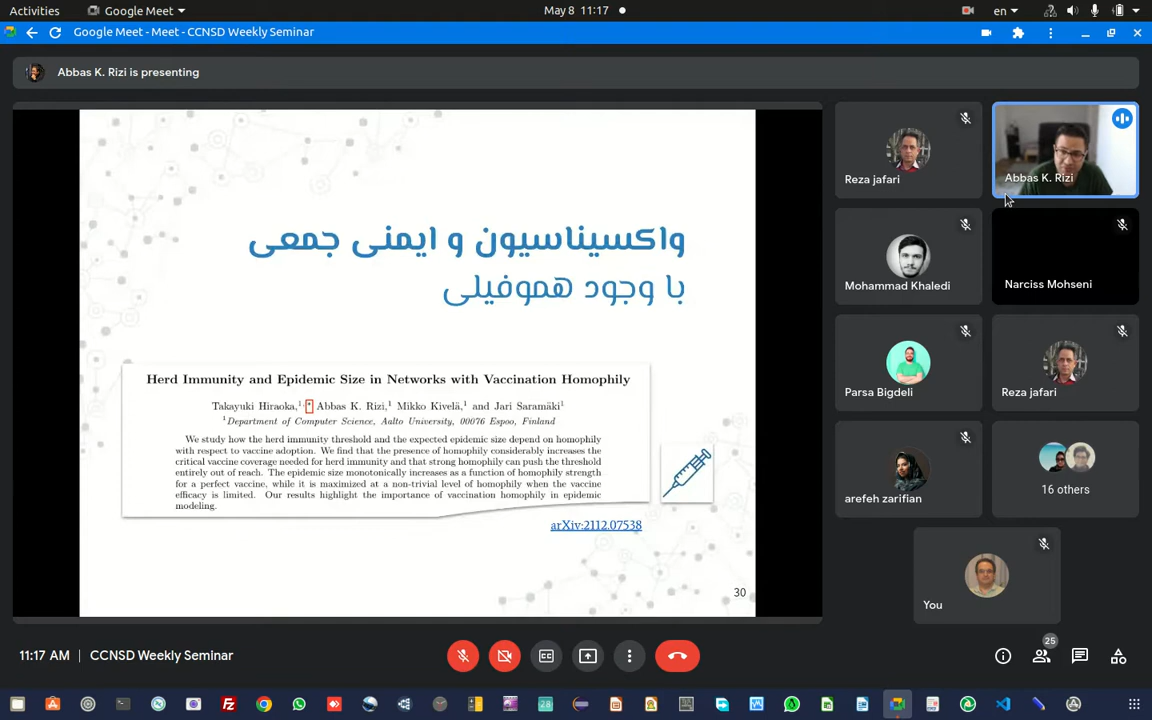 Activities
Google Meet
May 8 11:17
en
Google Meet - Meet - CCNSD Weekly Seminar
Abbas K. Rizi is presenting
واکسیناسیون و ایمنی جمعی
با وجود هموفیلی
Herd Immunity and Epidemic Size in Networks with Vaccination Homophily
Takayuki Hiraoka,1, * Abbas K. Rizi,1 Mikko Kivelä,1 and Jari Saramäki1
1Department of Computer Science, Aalto University, 00076 Espoo, Finland
We study how the herd immunity threshold and the expected epidemic size depend on homophily
with respect to vaccine adoption. We find that the presence of homophily considerably increases the
critical vaccine coverage needed for herd immunity and that strong homophily can push the threshold
entirely out of reach. The epidemic size monotonically increases as a function of homophily strength
for a perfect vaccine, while it is maximized at a non-trivial level of homophily when the vaccine
efficacy is limited. Our results highlight the importance of vaccination homophily in epidemic
modeling.
arXiv:2112.07538
30
Reza jafari
Abbas K. Rizi
Mohammad Khaledi
Narciss Mohseni
Parsa Bigdeli
Reza jafari
arefeh zarifian
16 others
You
11:17 AM | CCNSD Weekly Seminar
25
28